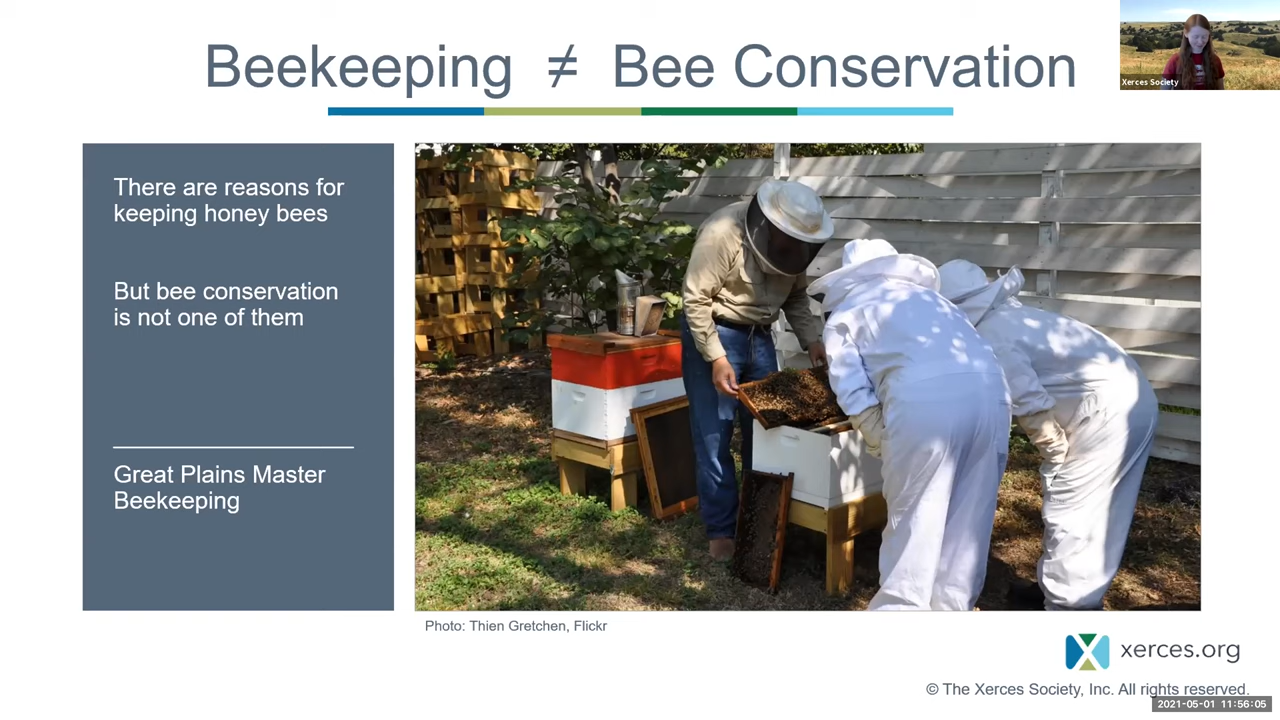 Beekeeping ≠ Bee Conservation
Xerces Society
There are reasons for
keeping honey bees
But bee conservation
is not one of them
Great Plains Master
Beekeeping
Photo: Thien Gretchen, Flickr
xerces.org
© The Xerces Society, Inc. All rights reserved.
2021-05-01 11:56:05